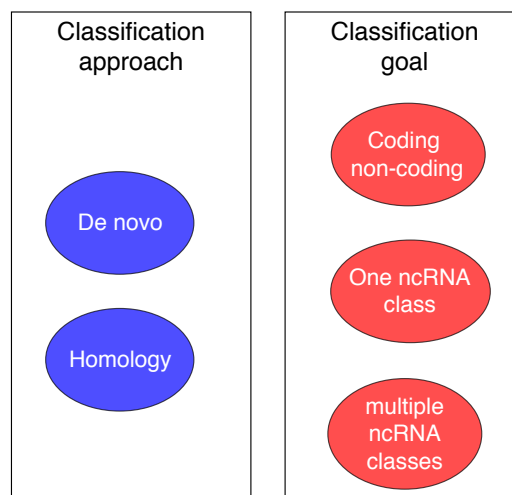 Classification
approach
De novo
Homology
Classification
goal
Coding
non-coding
One ncRNA
class
multiple
ncRNA
classes